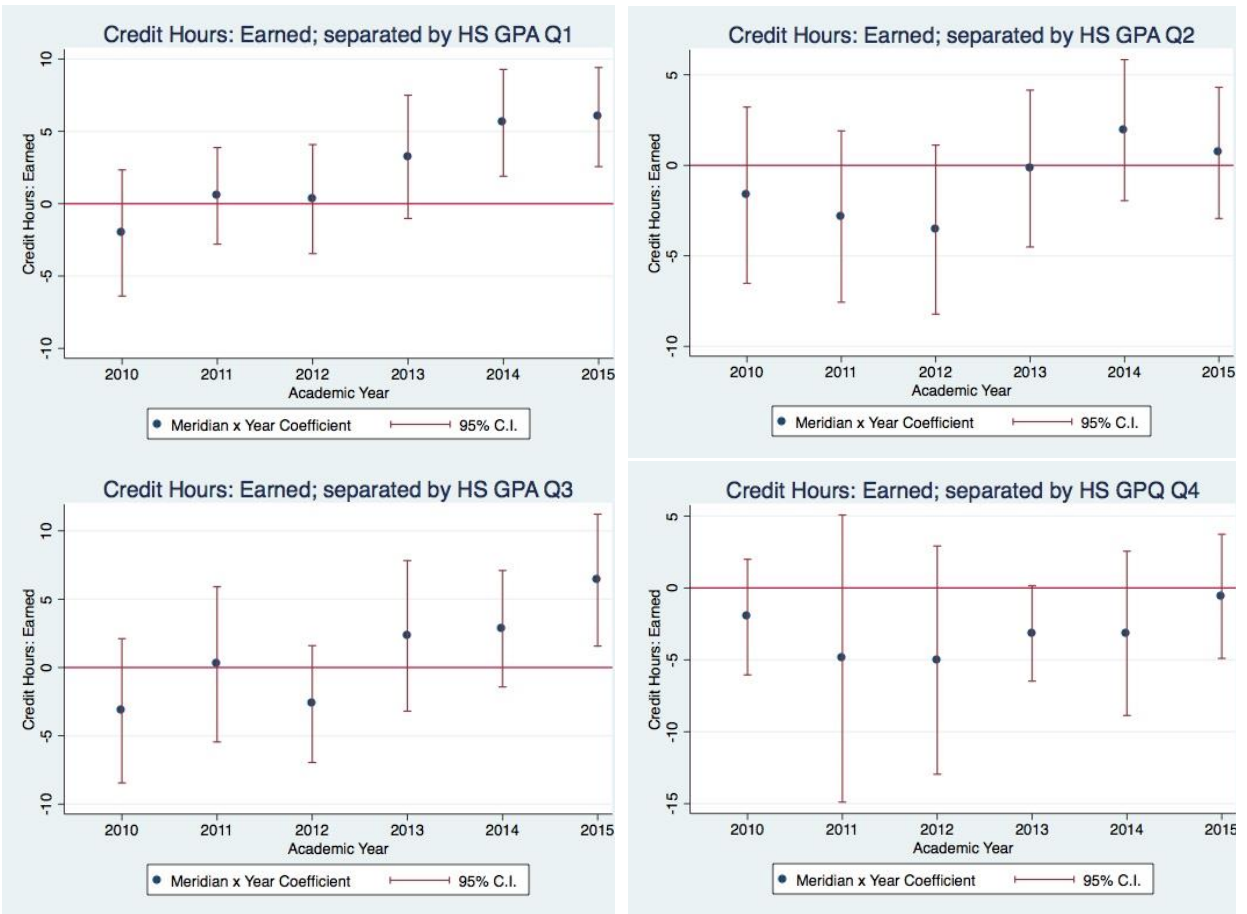 Credit Hours: Earned; separated by HS GPA Q1
Credit Hours: Earned
10
5
0
-5
-10
2010 2011 2012 2013 2014 2015
Academic Year
Meridian x Year Coefficient 95% C.I.
Credit Hours: Earned; separated by HS GPA Q2
Credit Hours: Earned
5
0
-5
-10
2010 2011 2012 2013 2014 2015
Academic Year
Meridian x Year Coefficient 95% C.I.
Credit Hours: Earned; separated by HS GPA Q3
Credit Hours: Earned
10
5
0
-5
-10
2010 2011 2012 2013 2014 2015
Academic Year
Meridian x Year Coefficient 95% C.I.
Credit Hours: Earned; separated by HS GPQ Q4
Credit Hours: Earned
5
0
-5
-10
-15
2010 2011 2012 2013 2014 2015
Academic Year
Meridian x Year Coefficient 95% C.I.